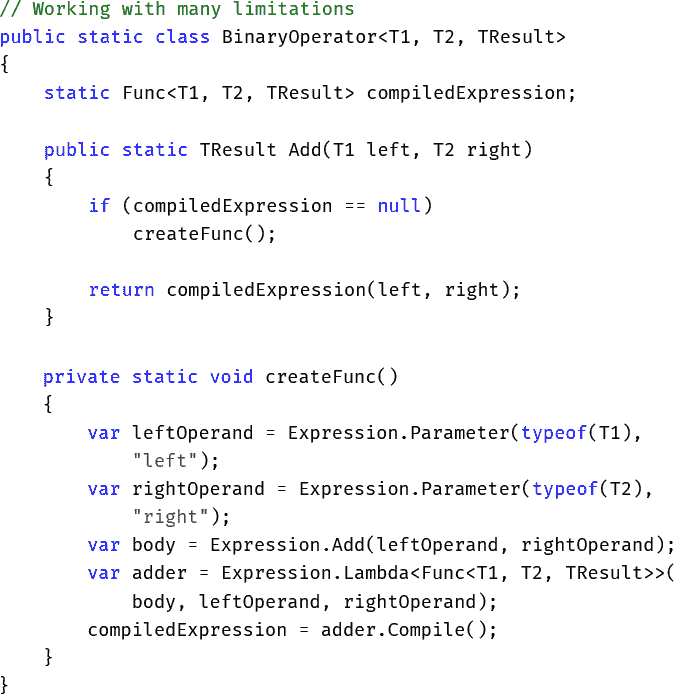 // Working with many limitations
public static class BinaryOperator<T1, T2, TResult>
{
    static Func<T1, T2, TResult> compiledExpression;

    public static TResult Add(T1 left, T2 right)
    {
        if (compiledExpression == null)
            createFunc();

        return compiledExpression(left, right);
    }

    private static void createFunc()
    {
        var leftOperand = Expression.Parameter(typeof(T1),
            "left");
        var rightOperand = Expression.Parameter(typeof(T2),
            "right");
        var body = Expression.Add(leftOperand, rightOperand);
        var adder = Expression.Lambda<Func<T1, T2, TResult>>(
            body, leftOperand, rightOperand);
        compiledExpression = adder.Compile();
    }
}